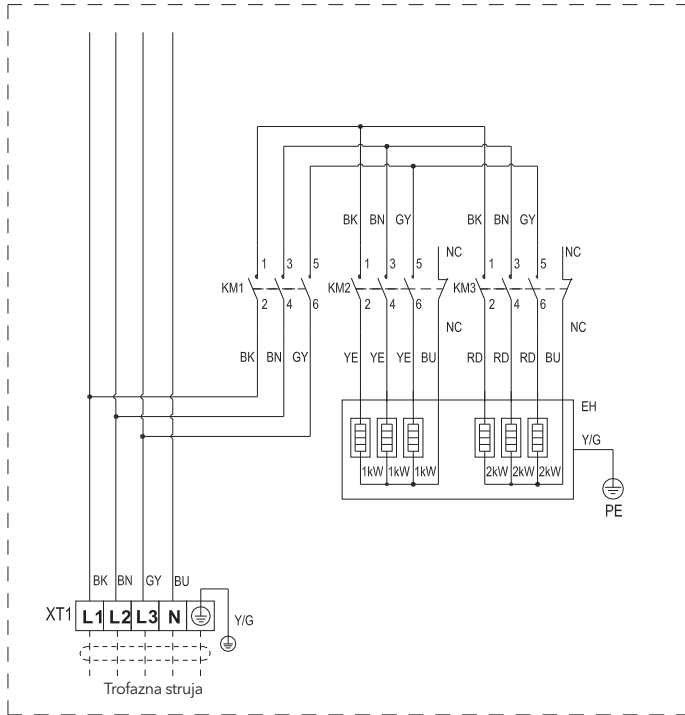 BK BN GY BK BN GY
NC NC
1 3 5 1 3 5 1 3 5
KM1 KM2 KM3
2 4 6 2 4 6 2 4 6
NC NC
BK BN GY YE YE YE BU RD RD RD BU
EH
Y/G
1kW 1kW 1kW 2kW 2kW 2kW
PE
BK BN GY BU
XT1 L1 L2 L3 N Y/G
Trofazna struja